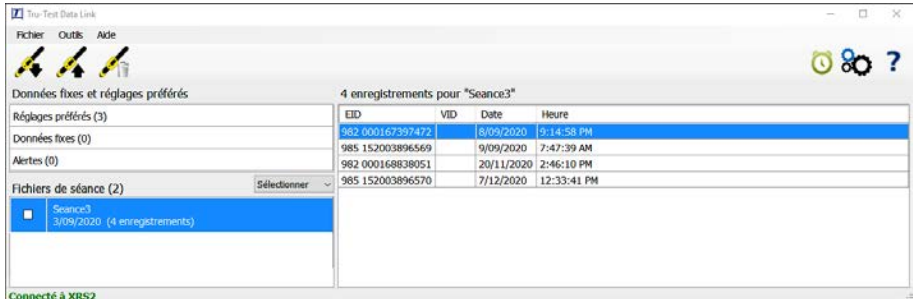 Tru-Test Data Link
Fichier Outils Aide
Données fixes et réglages préférés
Réglages préférés (3)
Données fixes (0)
Alertes (0)
Fichiers de séance (2) Sélectionner
Seance3
3/09/2020 (4 enregistrements)
4 enregistrements pour "Seance3"
EID VID Date Heure
982 000167397472 8/09/2020 9:14:58 PM
985 152003896569 9/09/2020 7:47:39 AM
982 000168838051 20/11/2020 2:46:10 PM
985 152003896570 7/12/2020 12:33:41 PM
Connecté à XRS2